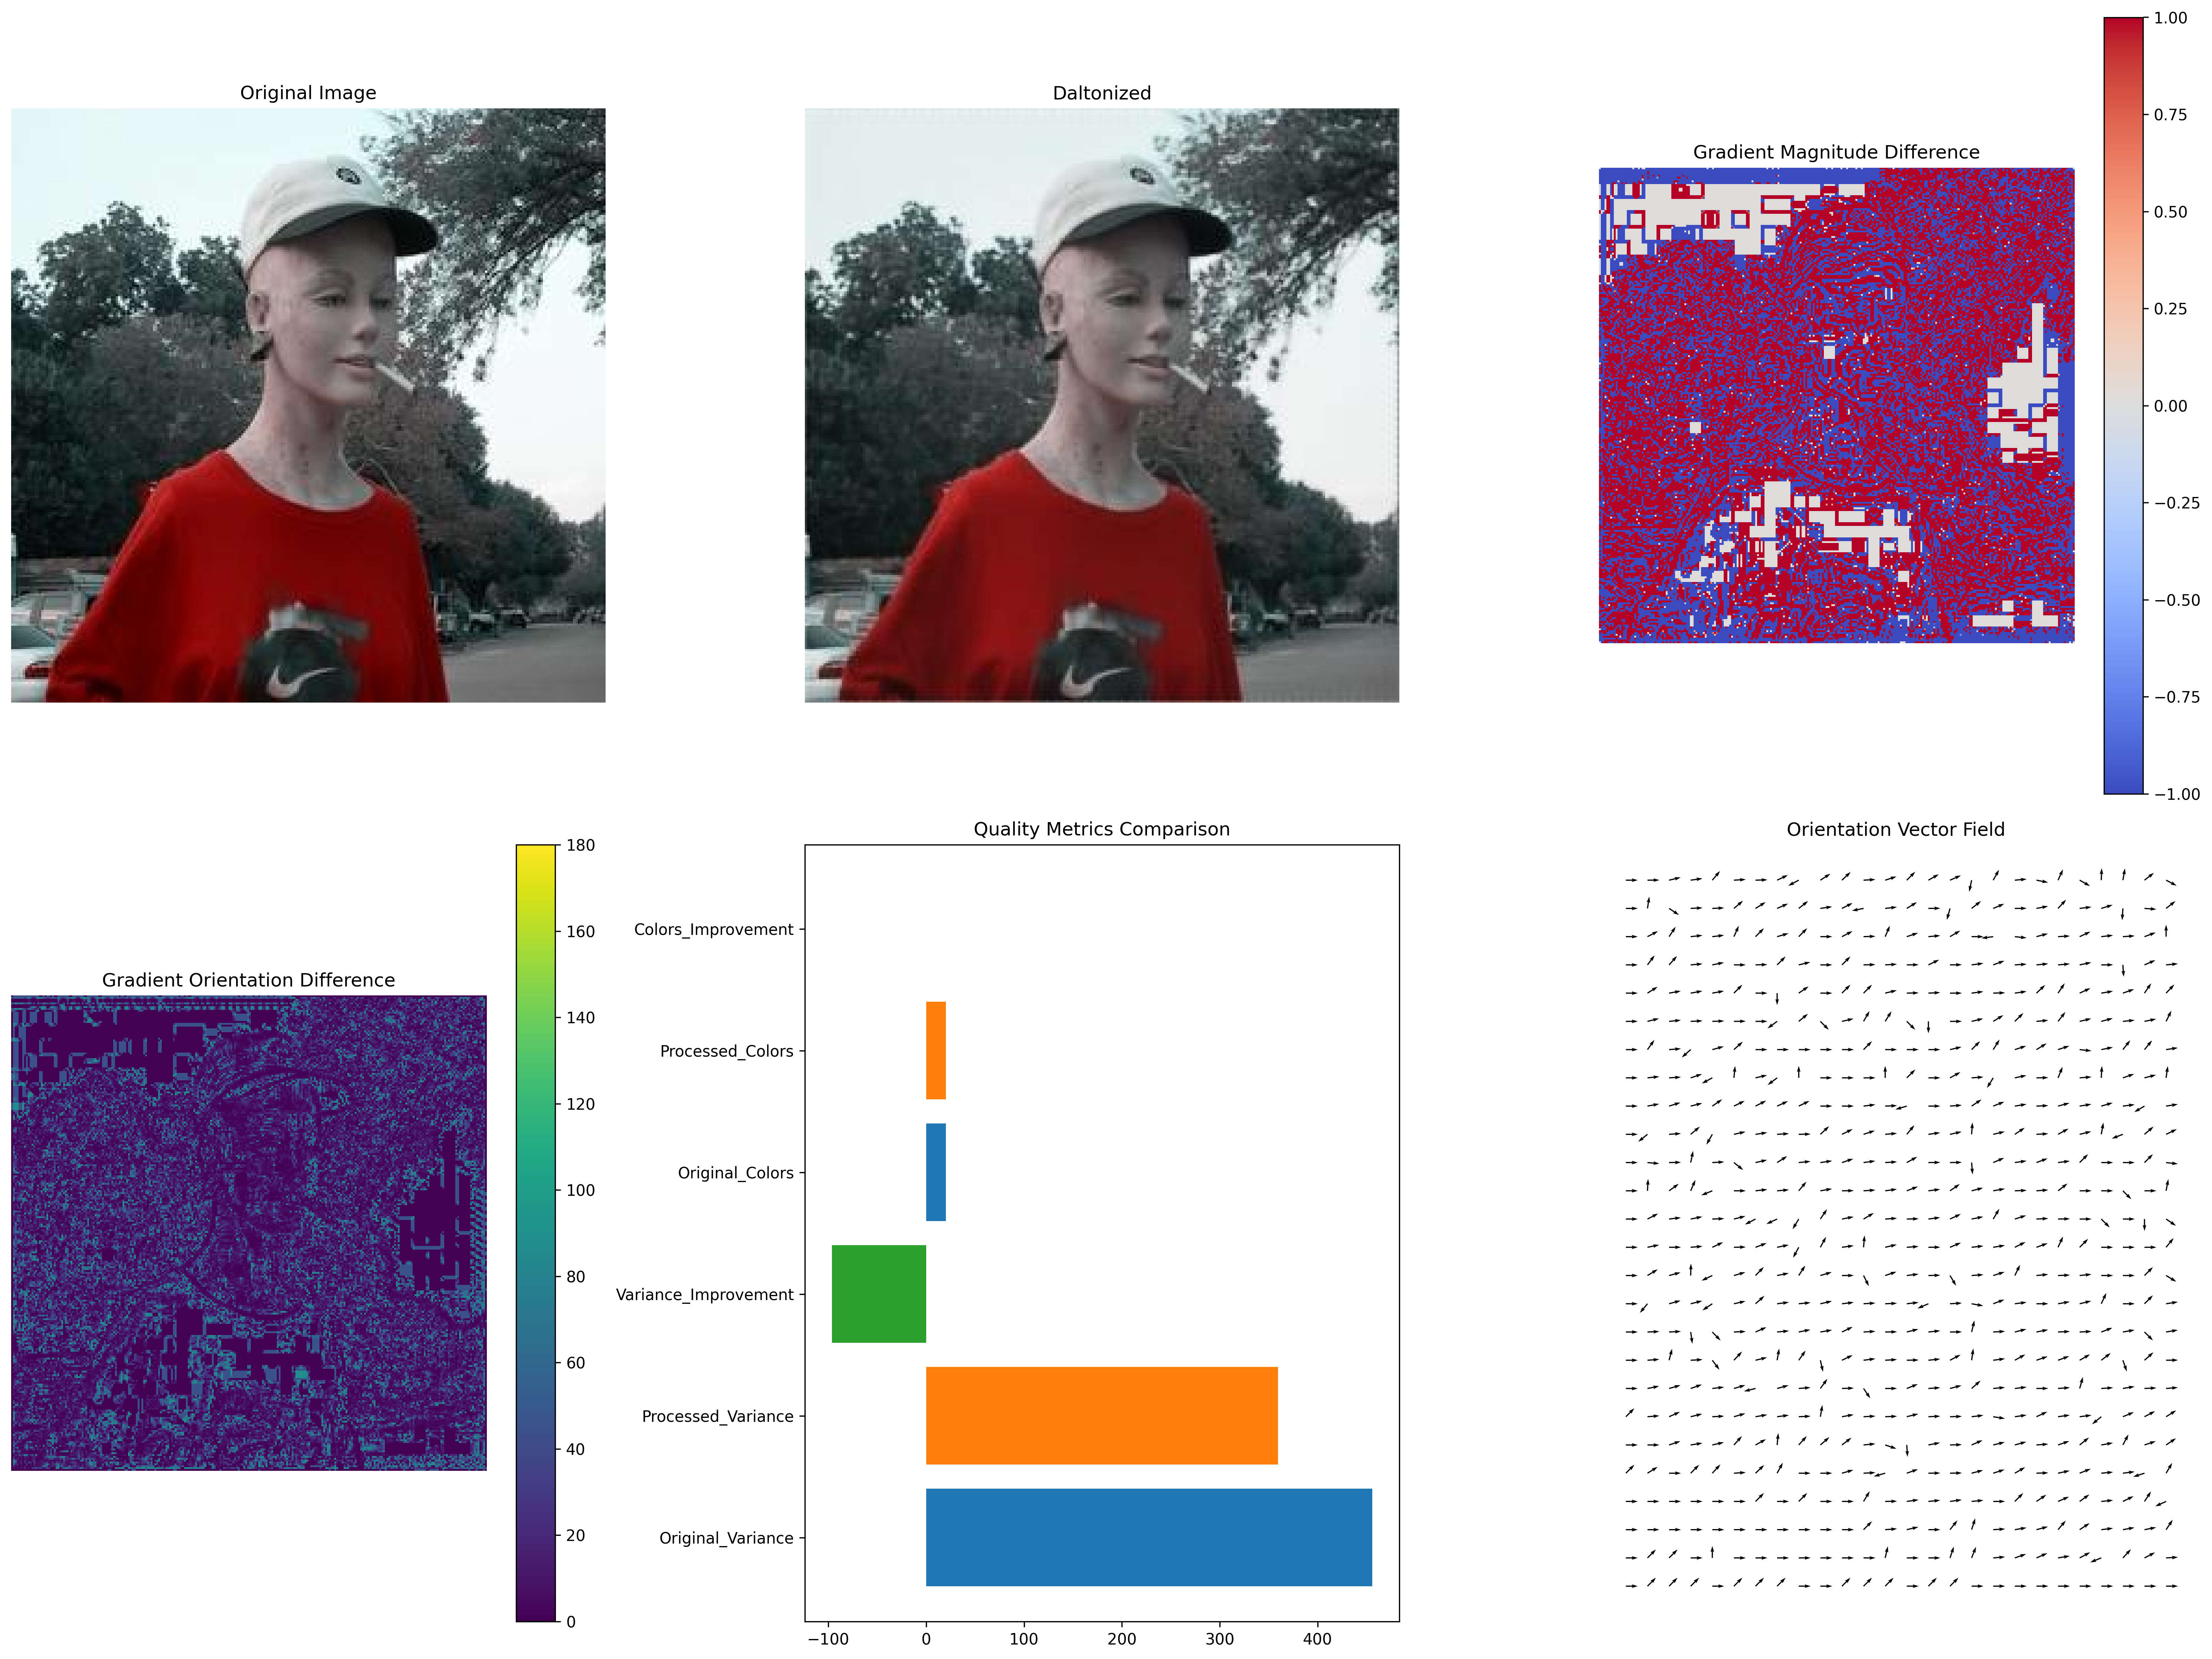 Original Image
Daltonized
Gradient Magnitude Difference
1.00
0.75
0.50
0.25
0.00
−0.25
−0.50
−0.75
−1.00
Gradient Orientation Difference
180
160
140
120
100
80
60
40
20
0
Quality Metrics Comparison
Colors_Improvement
Processed_Colors
Original_Colors
Variance_Improvement
Processed_Variance
Original_Variance
−100 0 100 200 300 400
Orientation Vector Field